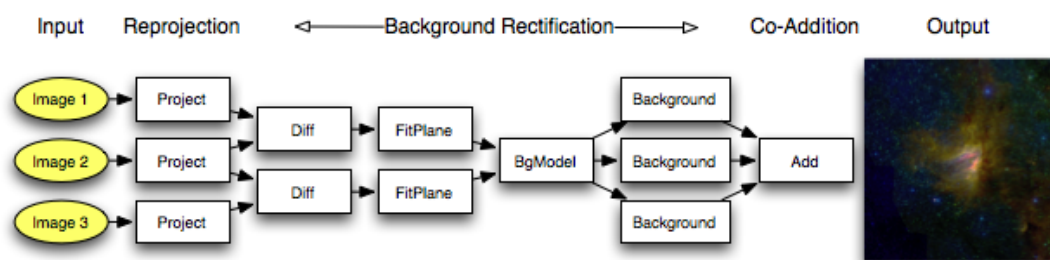 Input Reprojection Background Rectification Co-Addition Output
Image 1 Project Background
Diff FitPlane
Image 2 Project BgModel Background Add
Diff FitPlane
Image 3 Project Background